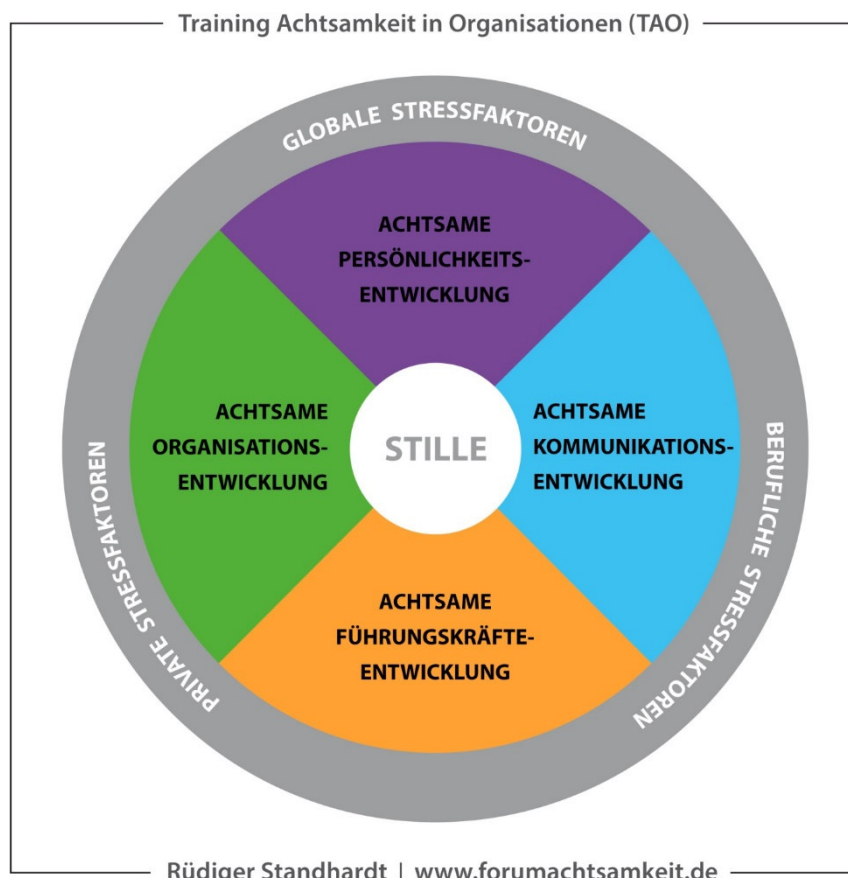 Training Achtsamkeit in Organisationen (TAO)
GLOBALE STRESSFAKTOREN
ACHTSAME
PERSÖNLICHKEITS-
ENTWICKLUNG
ACHTSAME
ORGANISATIONS-
ENTWICKLUNG
STILLE
ACHTSAME
KOMMUNIKATIONS-
ENTWICKLUNG
ACHTSAME
FÜHRUNGSKRÄFTE-
ENTWICKLUNG
PRIVATE STRESSFAKTOREN
BERUFLICHE STRESSFAKTOREN
Rüdiger Standhardt | www.forumachtsamkeit.de